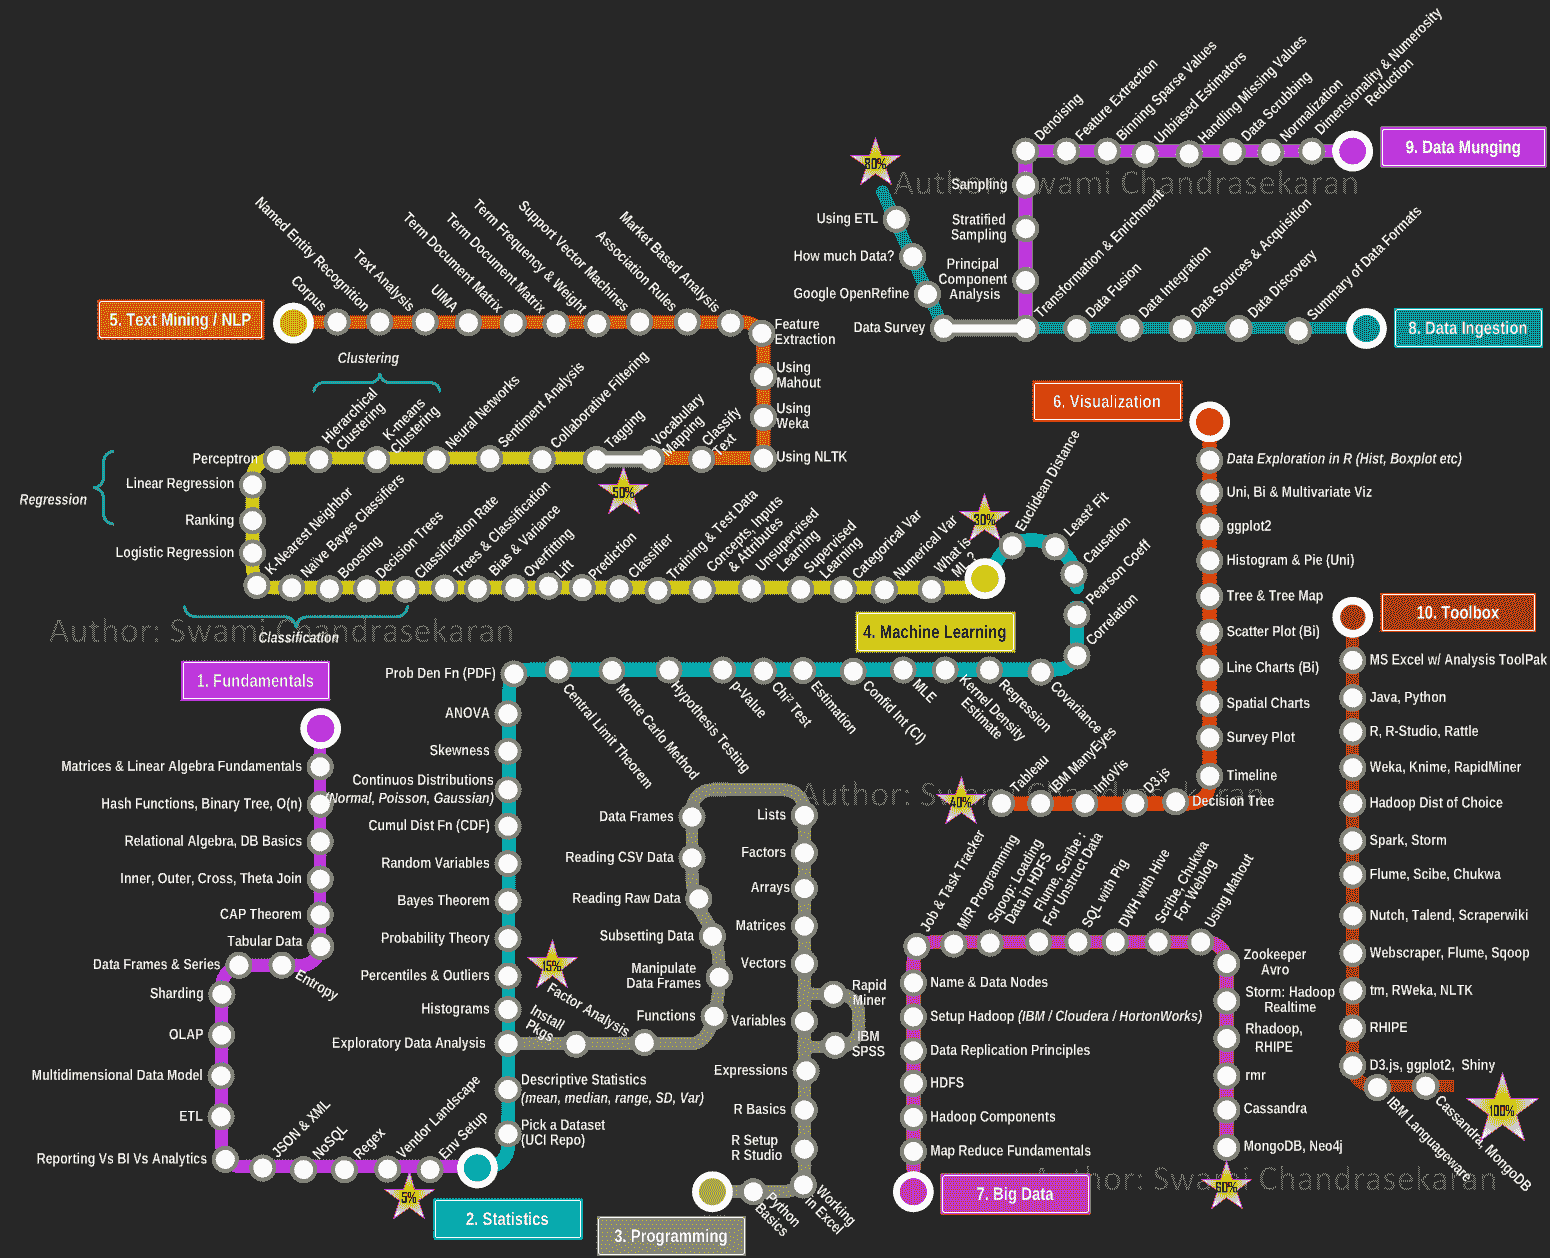 1. Fundamentals
Matrices & Linear Algebra Fundamentals
Hash Functions, Binary Tree, O(n)
Relational Algebra, DB Basics
Inner, Outer, Cross, Theta Join
CAP Theorem
Tabular Data
Entropy
Data Frames & Series
Sharding
OLAP
Multidimensional Data Model
ETL
Reporting Vs BI Vs Analytics
JSON & XML
NoSQL
Regex
Vendor Landscape
Env Setup
5%
2. Statistics
Pick a Dataset
(UCI Repo)
Descriptive Statistics
(mean, median, range, SD, Var)
Exploratory Data Analysis
Histograms
Percentiles & Outliers
Probability Theory
Bayes Theorem
Random Variables
Cumul Dist Fn (CDF)
Continuos Distributions
(Normal, Poisson, Gaussian)
Skewness
ANOVA
Prob Den Fn (PDF)
Central Limit Theorem
Monte Carlo Method
Hypothesis Testing
p-Value
Chi² Test
Estimation
Confid Int (CI)
MLE
Kernel Density
Estimate
Regression
Covariance
Correlation
Pearson Coeff
Causation
Least² Fit
Euclidean Distance
15%
30%
3. Programming
Python
Basics
Working
in Excel
R Setup
R Studio
R Basics
Expressions
Variables
IBM
SPSS
Rapid
Miner
Vectors
Matrices
Arrays
Factors
Lists
Data Frames
Reading CSV Data
Reading Raw Data
Subsetting Data
Manipulate
Data Frames
Functions
Factor Analysis
Install
Pkgs
4. Machine Learning
What is
ML?
Numerical Var
Categorical Var
Supervised
Learning
Unsupervised
Learning
Concepts, Inputs
& Attributes
Training & Test Data
Classifier
Prediction
Lift
Overfitting
Bias & Variance
Trees & Classification
Classification Rate
Decision Trees
Boosting
Naïve Bayes Classifiers
K-Nearest Neighbor
Classification
Logistic Regression
Ranking
Linear Regression
Perceptron
Regression
Hierarchical
Clustering
K-means
Clustering
Clustering
Neural Networks
Sentiment Analysis
Collaborative Filtering
Tagging
50%
5. Text Mining / NLP
Corpus
Named Entity Recognition
Text Analysis
UIMA
Term Document Matrix
Term Document Matrix
Term Frequency & Weight
Support Vector Machines
Association Rules
Market Based Analysis
Feature
Extraction
Using
Mahout
Using
Weka
Using NLTK
Classify
Text
Vocabulary
Mapping
6. Visualization
Data Exploration in R (Hist, Boxplot etc)
Uni, Bi & Multivariate Viz
ggplot2
Histogram & Pie (Uni)
Tree & Tree Map
Scatter Plot (Bi)
Line Charts (Bi)
Spatial Charts
Survey Plot
Timeline
Decision Tree
D3.js
InfoVis
IBM ManyEyes
Tableau
40%
7. Big Data
Map Reduce Fundamentals
Hadoop Components
HDFS
Data Replication Principles
Setup Hadoop (IBM / Cloudera / HortonWorks)
Name & Data Nodes
Job & Task Tracker
M/R Programming
Sqoop: Loading
Data in HDFS
Flume, Scribe :
For Unstruct Data
SQL with Pig
DWH with Hive
Scribe, Chukwa
For Weblog
Using Mahout
Zookeeper
Avro
Storm: Hadoop
Realtime
Rhadoop,
RHIPE
rmr
Cassandra
MongoDB, Neo4j
60%
8. Data Ingestion
Summary of Data Formats
Data Discovery
Data Sources & Acquisition
Data Integration
Data Fusion
Transformation & Enrichment
Data Survey
Google OpenRefine
How much Data?
Using ETL
80%
9. Data Munging
Dimensionality & Numerosity
Reduction
Normalization
Data Scrubbing
Handling Missing Values
Unbiased Estimators
Binning Sparse Values
Feature Extraction
Denoising
Sampling
Stratified
Sampling
Principal
Component
Analysis
10. Toolbox
MS Excel w/ Analysis ToolPak
Java, Python
R, R-Studio, Rattle
Weka, Knime, RapidMiner
Hadoop Dist of Choice
Spark, Storm
Flume, Scibe, Chukwa
Nutch, Talend, Scraperwiki
Webscraper, Flume, Sqoop
tm, RWeka, NLTK
RHIPE
D3.js, ggplot2, Shiny
IBM Languageware
Cassandra, MongoDB
100%
Author: Swami Chandrasekaran
Author: Swami Chandrasekaran
Author: Swami Chandrasekaran
Author: Swami Chandrasekaran